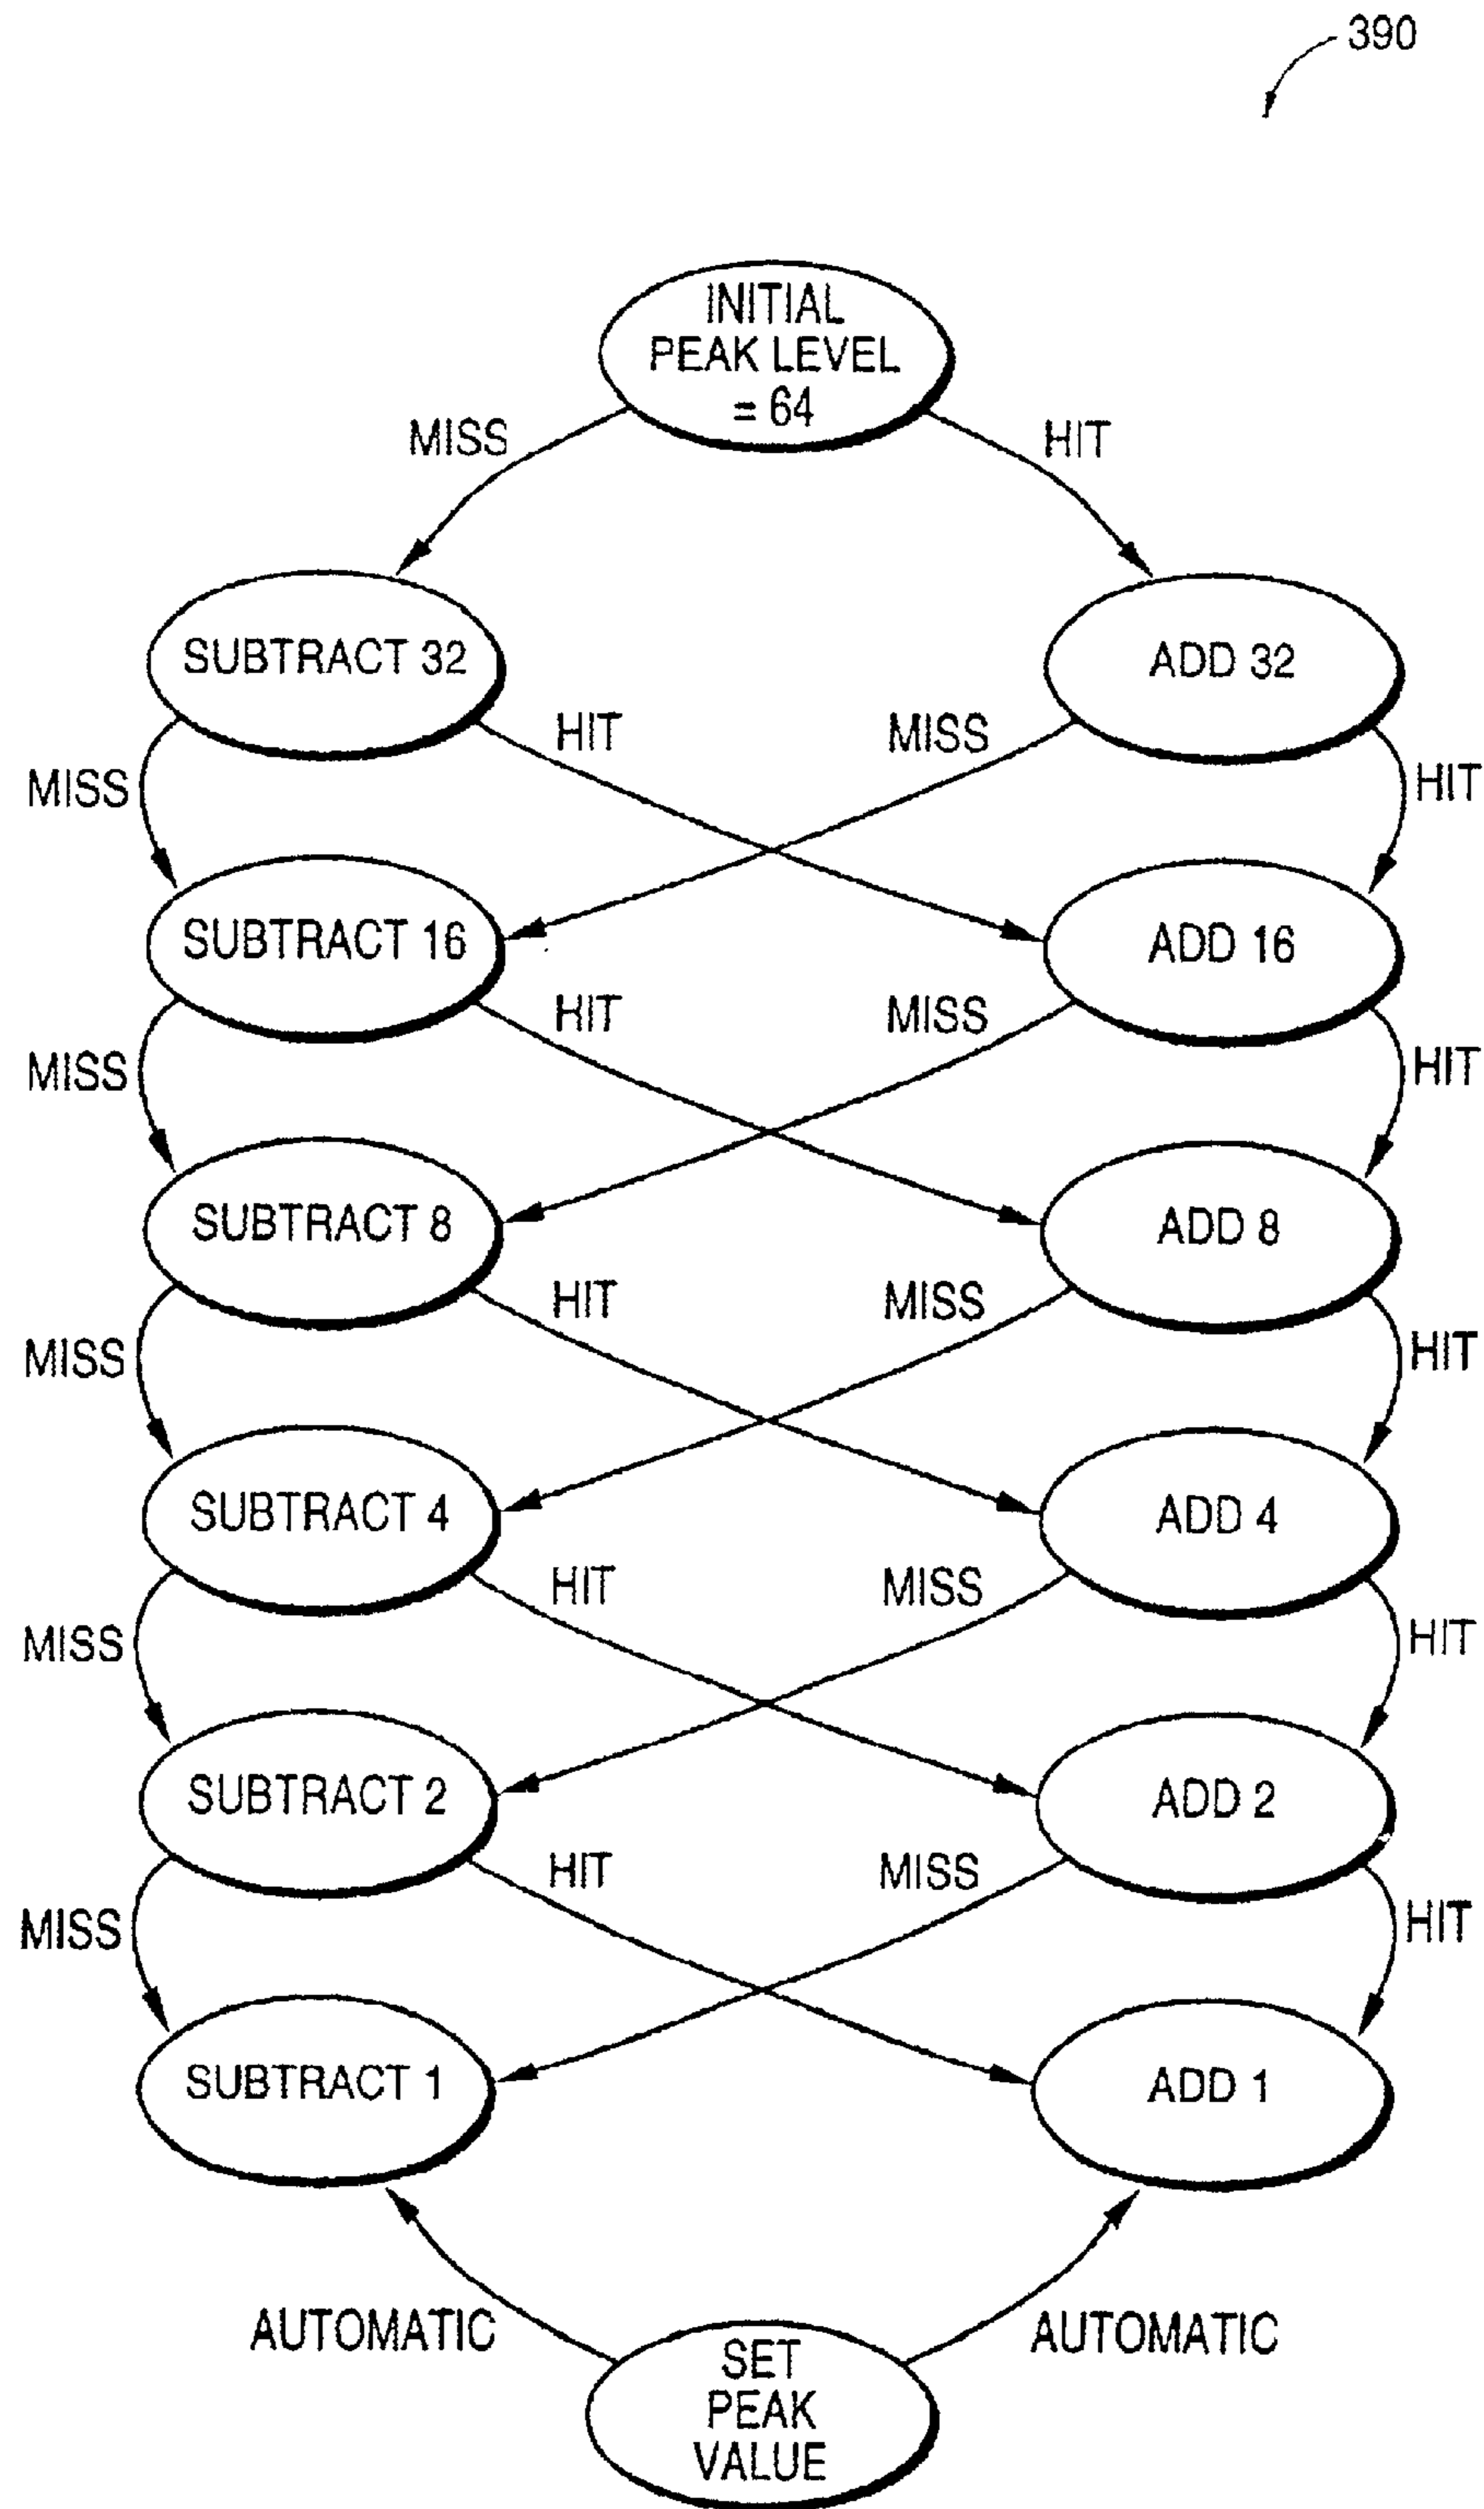 390
INITIAL
PEAK LEVEL
= 64
MISS
HIT
SUBTRACT 32
ADD 32
HIT
MISS
MISS
HIT
SUBTRACT 16
ADD 16
HIT
MISS
MISS
HIT
SUBTRACT 8
ADD 8
HIT
MISS
MISS
HIT
SUBTRACT 4
ADD 4
HIT
MISS
MISS
HIT
SUBTRACT 2
ADD 2
HIT
MISS
MISS
HIT
SUBTRACT 1
ADD 1
AUTOMATIC
AUTOMATIC
SET
PEAK
VALUE